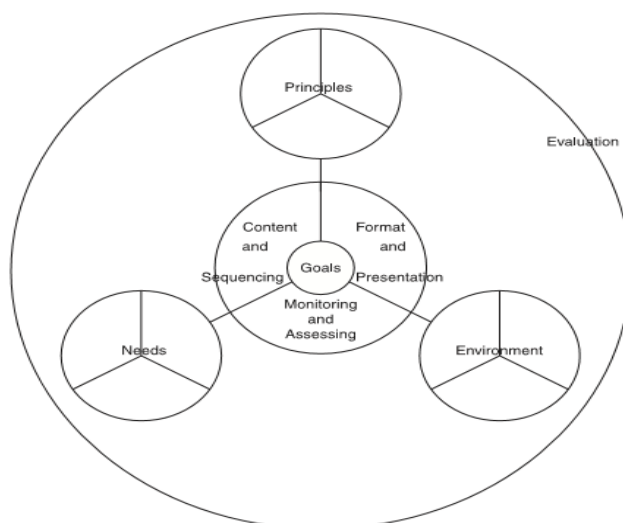 Principles
Evaluation
Content
and
Sequencing
Format
and
Presentation
Goals
Monitoring
and
Assessing
Needs
Environment